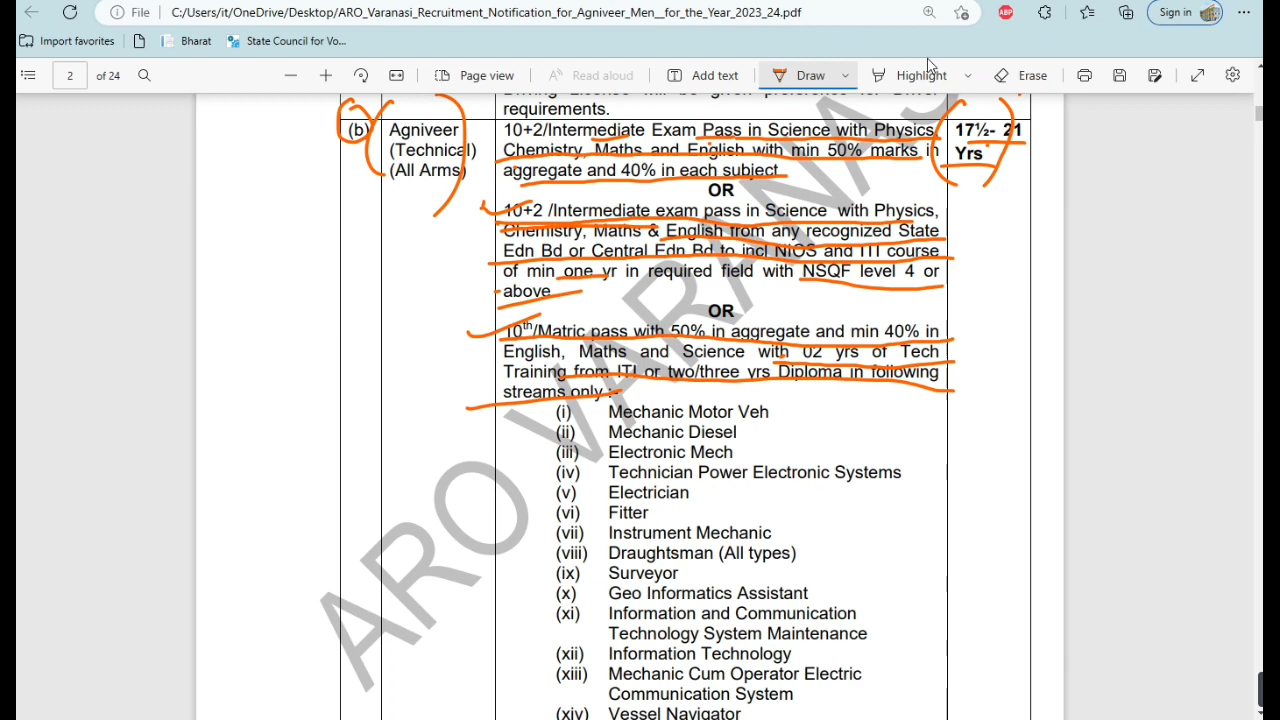 File
C:/Users/it/OneDrive/Desktop/ARO_Varanasi_Recruitment_Notification_for_Agniveer_Men__for_the_Year_2023_24.pdf
ABP
Sign in
Import favorites
Bharat
State Council for Vo...
2 of 24
Page view
Read aloud
Add text
Draw
Highlight
Erase
requirements.
(b) Agniveer 10+2/Intermediate Exam Pass in Science with Physics, 17½- 21
(Technical) Chemistry, Maths and English with min 50% marks in Yrs
(All Arms) aggregate and 40% in each subject
OR
10+2 /Intermediate exam pass in Science with Physics,
Chemistry, Maths & English from any recognized State
Edn Bd or Central Edn Bd to incl NIOS and ITI course
of min one yr in required field with NSQF level 4 or
above
OR
10th/Matric pass with 50% in aggregate and min 40% in
English, Maths and Science with 02 yrs of Tech
Training from ITI or two/three yrs Diploma in following
streams only :-
(i) Mechanic Motor Veh
(ii) Mechanic Diesel
(iii) Electronic Mech
(iv) Technician Power Electronic Systems
(v) Electrician
(vi) Fitter
(vii) Instrument Mechanic
(viii) Draughtsman (All types)
(ix) Surveyor
(x) Geo Informatics Assistant
(xi) Information and Communication
Technology System Maintenance
(xii) Information Technology
(xiii) Mechanic Cum Operator Electric
Communication System
(xiv) Vessel Navigator
ARO VARANAS